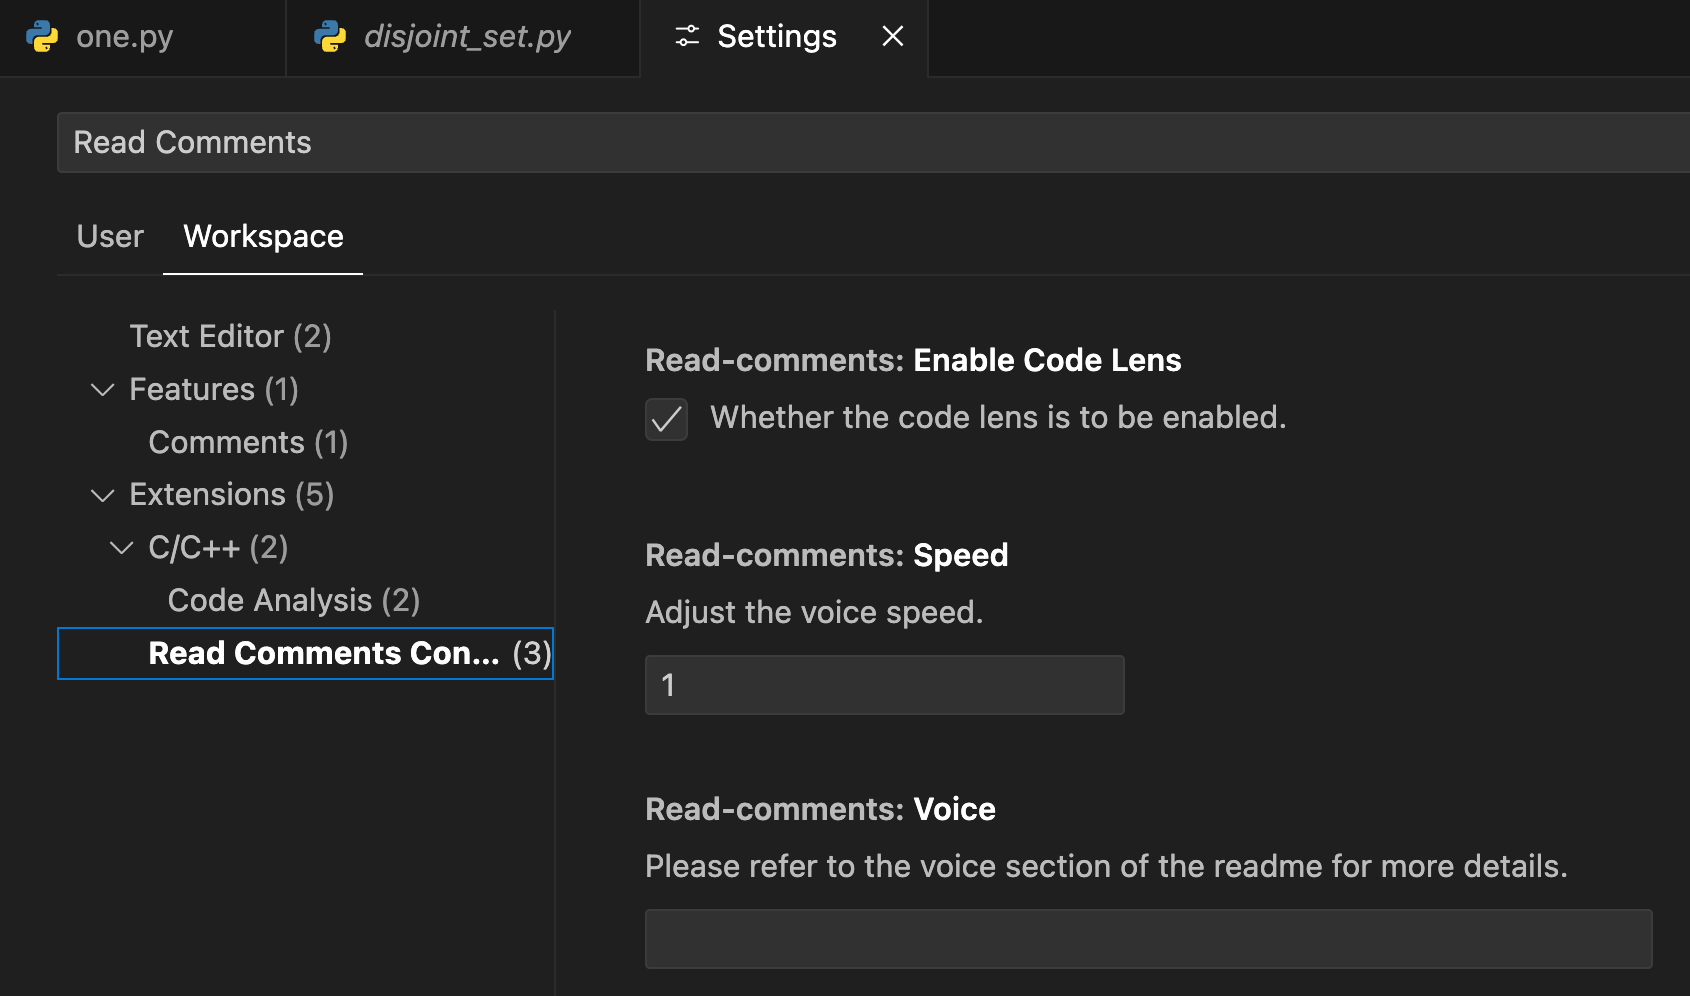 one.py
disjoint_set.py
Settings
Read Comments
User
Workspace
Text Editor (2)
Features (1)
Comments (1)
Extensions (5)
C/C++ (2)
Code Analysis (2)
Read Comments Con... (3)
Read-comments: Enable Code Lens
Whether the code lens is to be enabled.
Read-comments: Speed
Adjust the voice speed.
1
Read-comments: Voice
Please refer to the voice section of the readme for more details.